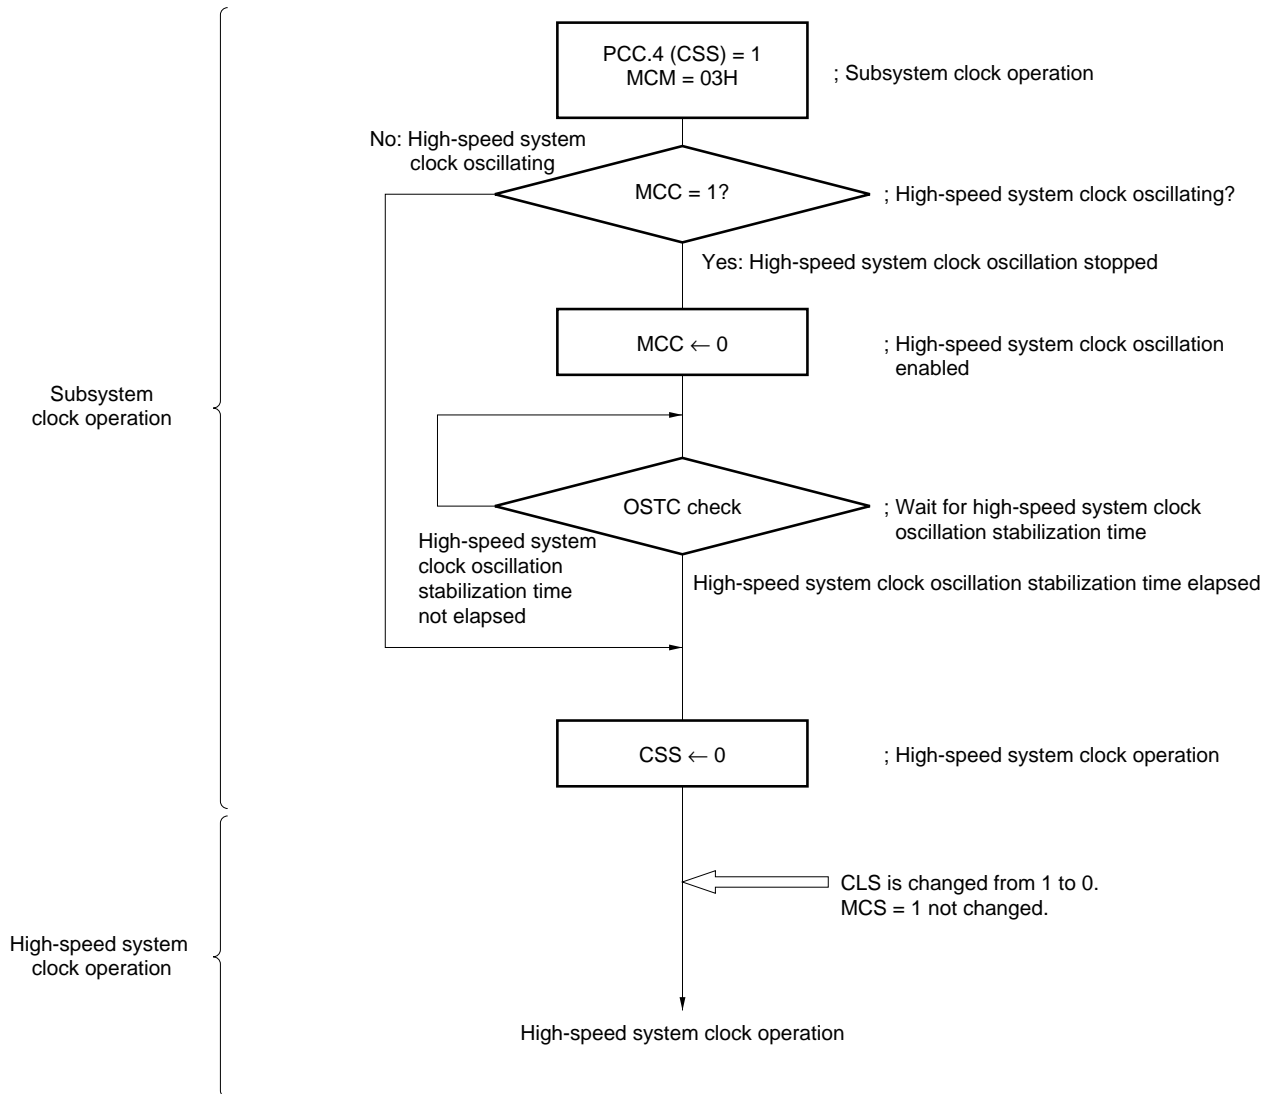 PCC.4 (CSS) = 1
MCM = 03H
; Subsystem clock operation
No: High-speed system
clock oscillating
MCC = 1?
; High-speed system clock oscillating?
Yes: High-speed system clock oscillation stopped
MCC ← 0
; High-speed system clock oscillation
enabled
Subsystem
clock operation
OSTC check
; Wait for high-speed system clock
oscillation stabilization time
High-speed system
clock oscillation
stabilization time
not elapsed
High-speed system clock oscillation stabilization time elapsed
CSS ← 0
; High-speed system clock operation
CLS is changed from 1 to 0.
MCS = 1 not changed.
High-speed system
clock operation
High-speed system clock operation